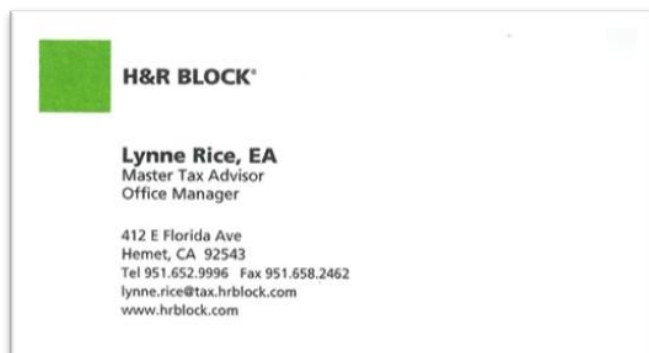 H&R BLOCK®
Lynne Rice, EA
Master Tax Advisor
Office Manager
412 E Florida Ave
Hemet, CA 92543
Tel 951.652.9996 Fax 951.658.2462
lynne.rice@tax.hrblock.com
www.hrblock.com